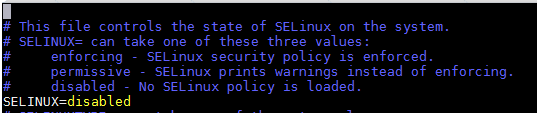 # This file controls the state of SELinux on the system.
# SELINUX= can take one of these three values:
#     enforcing - SELinux security policy is enforced.
#     permissive - SELinux prints warnings instead of enforcing.
#     disabled - No SELinux policy is loaded.
SELINUX=disabled